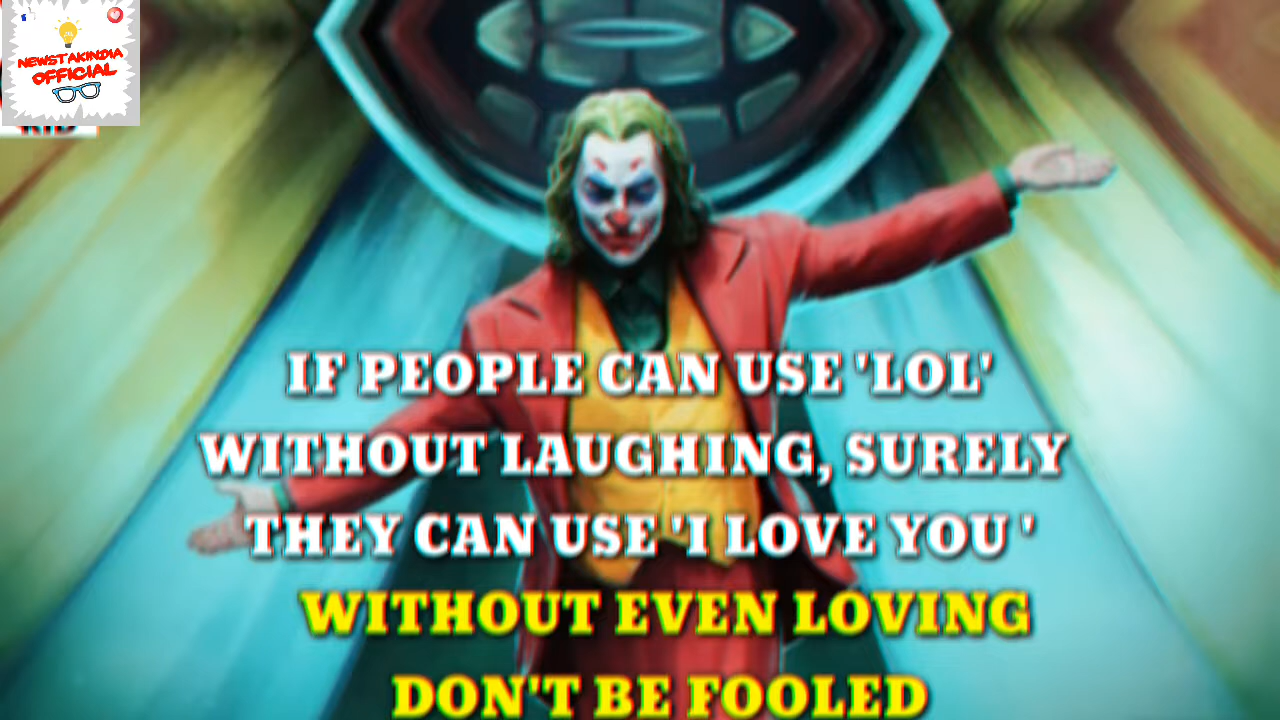 NEWSTAKINDIA
OFFICIAL
IF PEOPLE CAN USE 'LOL'
WITHOUT LAUGHING, SURELY
THEY CAN USE 'I LOVE YOU '
WITHOUT EVEN LOVING
DON'T BE FOOLED